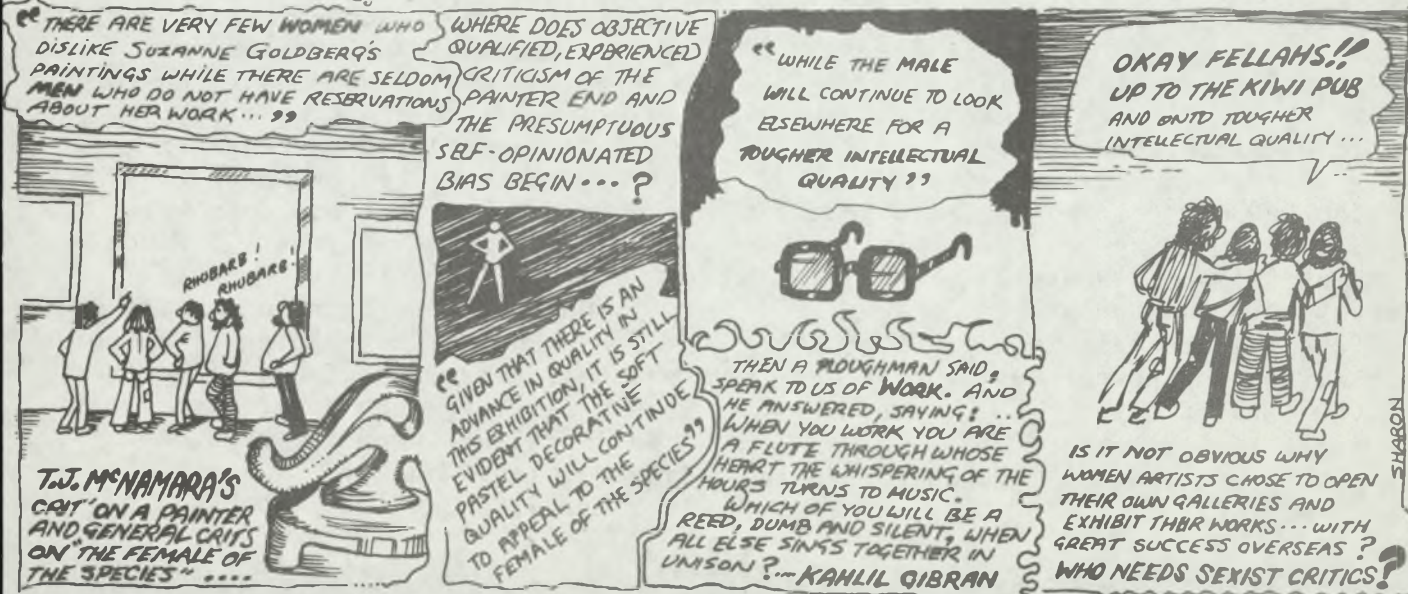 “THERE ARE VERY FEW WOMEN WHO
DISLIKE SUZANNE GOLDBERG'S
PAINTINGS WHILE THERE ARE SELDOM
MEN WHO DO NOT HAVE RESERVATIONS
ABOUT HER WORK... ”
RHUBARB!
RHUBARB!
T.J. MCNAMARA'S
CRIT" ON A PAINTER
AND GENERAL CRITS
ON "THE FEMALE OF
THE SPECIES" ....
WHERE DOES OBJECTIVE
QUALIFIED, EXPERIENCED
CRITICISM OF THE
PAINTER END AND
THE PRESUMPTUOUS
SELF-OPINIONATED
BIAS BEGIN...?
“GIVEN THAT THERE IS AN
ADVANCE IN QUALITY IN
THIS EXHIBITION, IT IS STILL
EVIDENT THAT THE SOFT
PASTEL, DECORATIVE
QUALITY WILL CONTINUE
TO APPEAL TO THE
FEMALE OF THE SPECIES”
“WHILE THE MALE
WILL CONTINUE TO LOOK
ELSEWHERE FOR A
TOUGHER INTELLECTUAL
QUALITY”
THEN A PLOUGHMAN SAID,
SPEAK TO US OF WORK. AND
HE ANSWERED, SAYING: ..
WHEN YOU WORK YOU ARE
A FLUTE THROUGH WHOSE
HEART THE WHISPERING OF THE
HOURS TURNS TO MUSIC.
WHICH OF YOU WILL BE A
REED, DUMB AND SILENT, WHEN
ALL ELSE SINGS TOGETHER IN
UNISON?... KAHLIL GIBRAN
OKAY FELLAHS!!
UP TO THE KIWI PUB
AND ONTO TOUGHER
INTELLECTUAL QUALITY...
IS IT NOT OBVIOUS WHY
WOMEN ARTISTS CHOSE TO OPEN
THEIR OWN GALLERIES AND
EXHIBIT THEIR WORKS... WITH
GREAT SUCCESS OVERSEAS?
WHO NEEDS SEXIST CRITICS?
SHARON